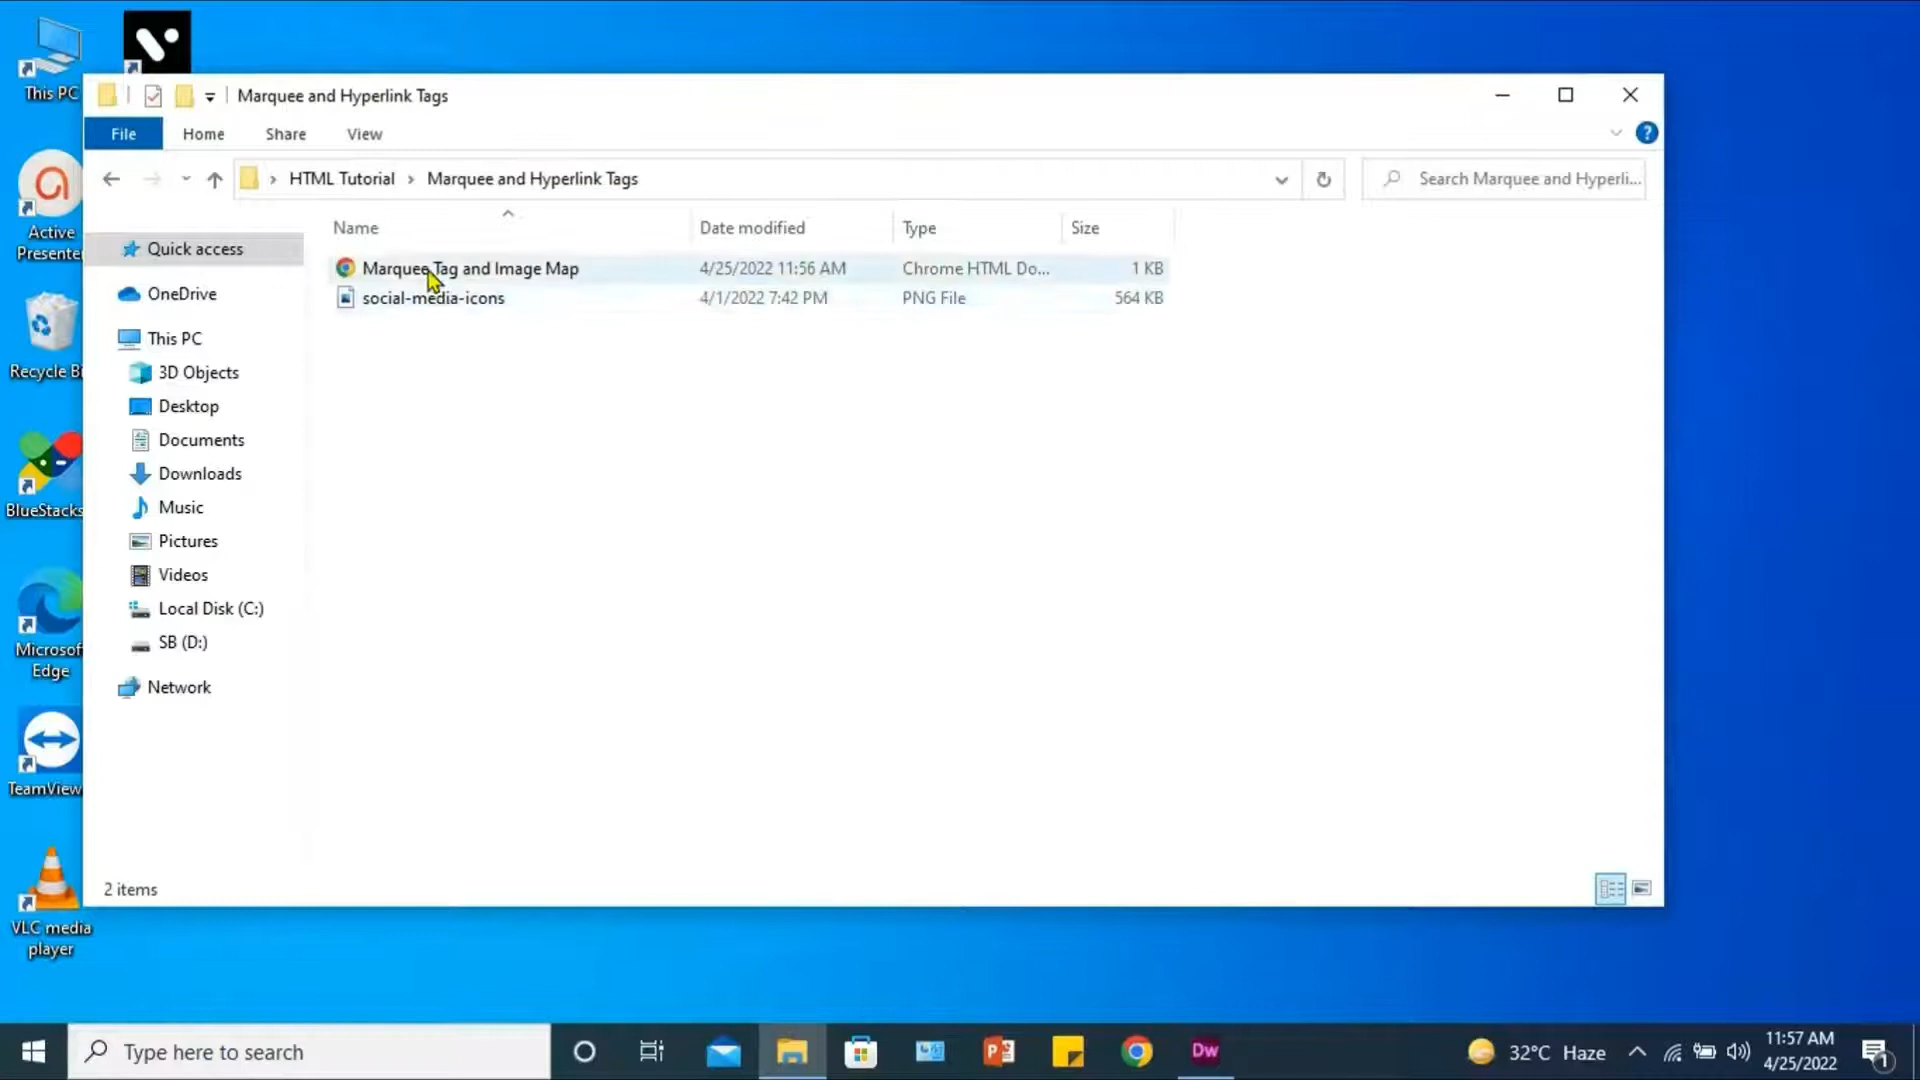 This PC
Active
Presenter
Recycle Bi
BlueStacks
Microsof
Edge
TeamView
VLC media
player
Marquee and Hyperlink Tags
File Home Share View
HTML Tutorial Marquee and Hyperlink Tags
Search Marquee and Hyperli...
Name Date modified Type Size
Marquee Tag and Image Map 4/25/2022 11:56 AM Chrome HTML Do... 1 KB
social-media-icons 4/1/2022 7:42 PM PNG File 564 KB
Quick access
OneDrive
This PC
3D Objects
Desktop
Documents
Downloads
Music
Pictures
Videos
Local Disk (C:)
SB (D:)
Network
2 items
Type here to search
Dw
32°C Haze
11:57 AM
4/25/2022
1